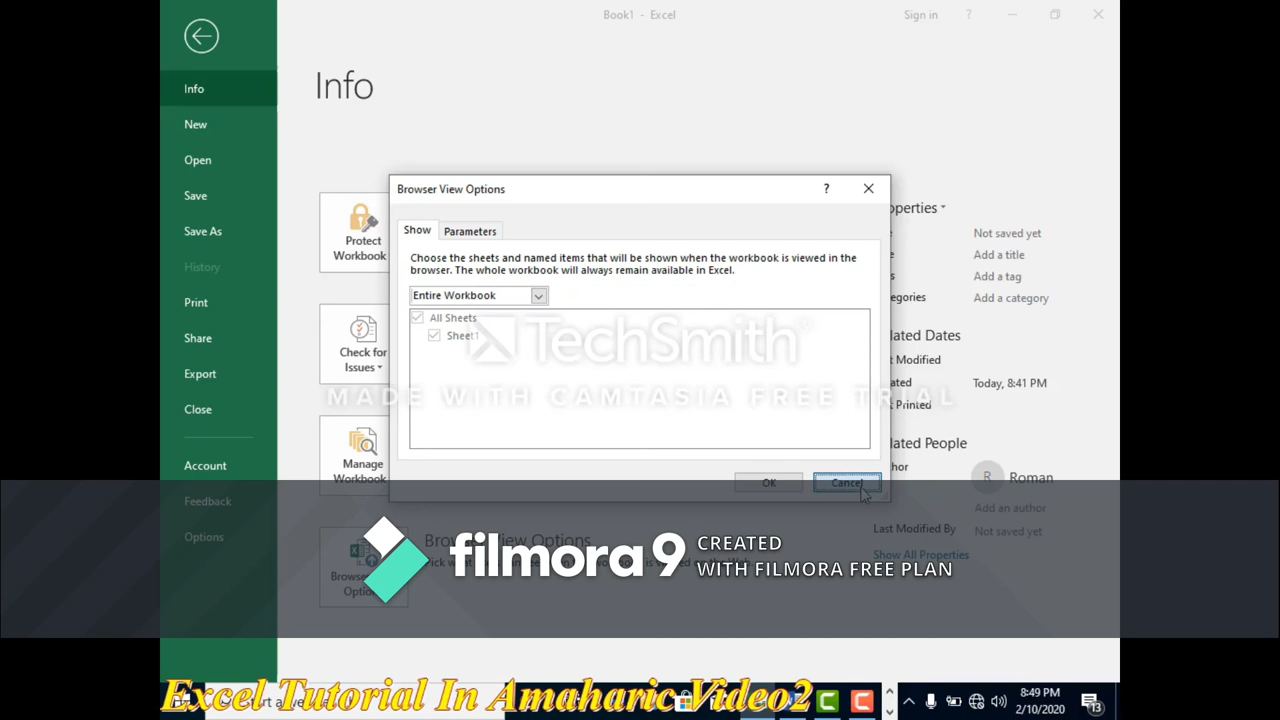 Book1 - Excel
Sign in
?
Info
Info
New
Open
Save
Save As
History
Print
Share
Export
Close
Account
Feedback
Options
Protect
Workbook
Check for
Issues
Manage
Workbook
Browser View Options
?
Show
Parameters
Choose the sheets and named items that will be shown when the workbook is viewed in the
browser. The whole workbook will always remain available in Excel.
Entire Workbook
All Sheets
Sheet1
OK
Cancel
TechSmith
MADE WITH CAMTASIA FREE TRIAL
Not saved yet
Add a title
Add a tag
Add a category
Today, 8:41 PM
R Roman
Add an author
Last Modified By
Not saved yet
Show All Properties
Browser View Options
filmora9
CREATED
WITH FILMORA FREE PLAN
Excel Tutorial In Amaharic Video2
8:49 PM
2/10/2020
13